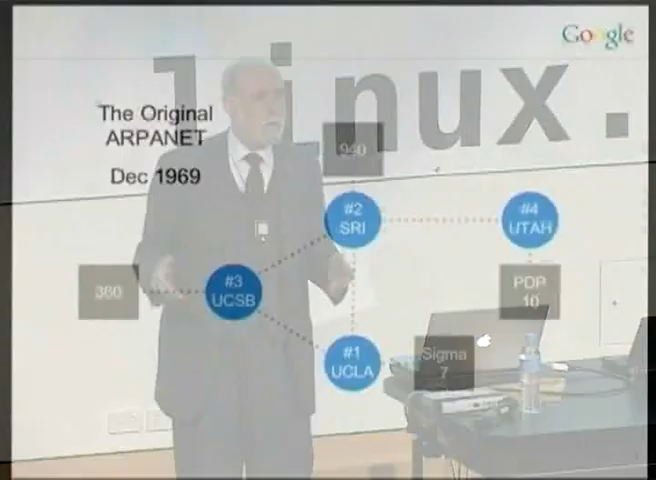 Google
linux.
The Original
ARPANET
Dec 1969
940
#2
SRI
#4
UTAH
#3
UCSB
360
PDP
10
#1
UCLA
Sigma
7